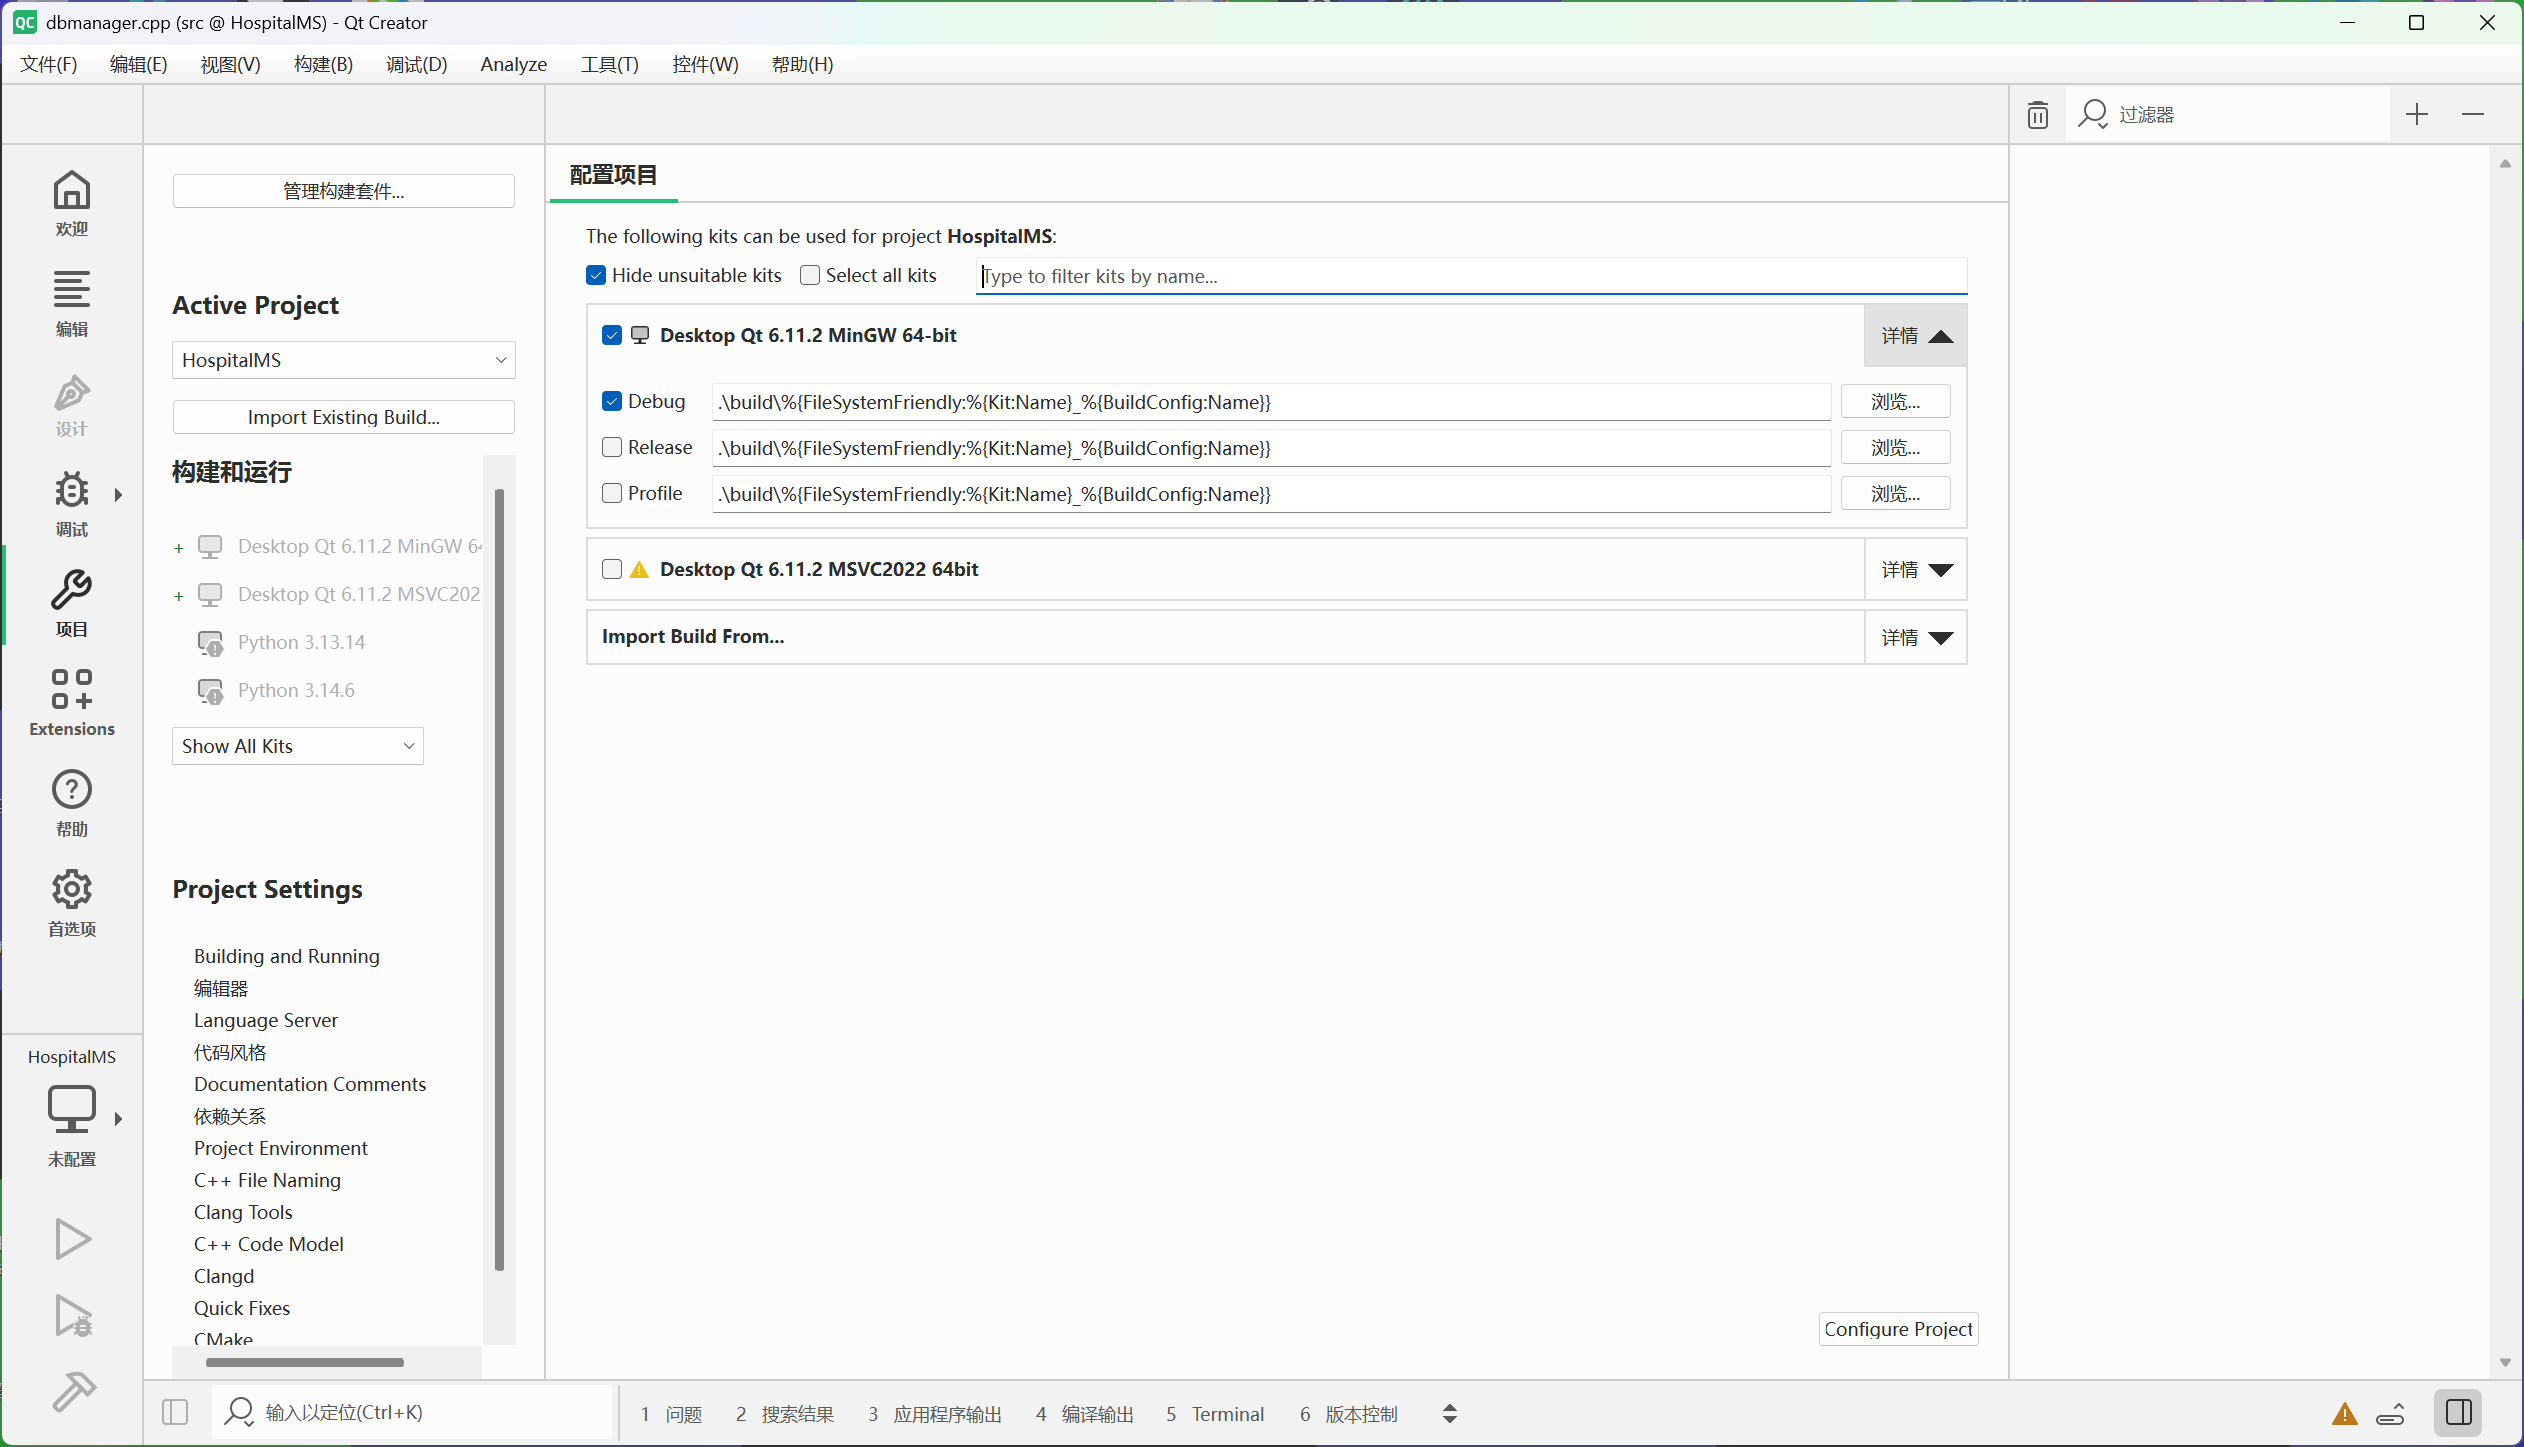 QC dbmanager.cpp (src @ HospitalMS) - Qt Creator
文件(F) 编辑(E) 视图(V) 构建(B) 调试(D) Analyze 工具(T) 控件(W) 帮助(H)
过滤器
欢迎
编辑
设计
调试
项目
Extensions
帮助
首选项
HospitalMS
未配置
管理构建套件...
Active Project
HospitalMS
Import Existing Build...
构建和运行
+ Desktop Qt 6.11.2 MinGW 64
+ Desktop Qt 6.11.2 MSVC202
Python 3.13.14
Python 3.14.6
Show All Kits
Project Settings
Building and Running
编辑器
Language Server
代码风格
Documentation Comments
依赖关系
Project Environment
C++ File Naming
Clang Tools
C++ Code Model
Clangd
Quick Fixes
CMake
配置项目
The following kits can be used for project HospitalMS:
Hide unsuitable kits Select all kits Type to filter kits by name...
Desktop Qt 6.11.2 MinGW 64-bit 详情
Debug .\build\%{FileSystemFriendly:%{Kit:Name}_%{BuildConfig:Name}} 浏览...
Release .\build\%{FileSystemFriendly:%{Kit:Name}_%{BuildConfig:Name}} 浏览...
Profile .\build\%{FileSystemFriendly:%{Kit:Name}_%{BuildConfig:Name}} 浏览...
Desktop Qt 6.11.2 MSVC2022 64bit 详情
Import Build From... 详情
Configure Project
输入以定位(Ctrl+K) 1 问题 2 搜索结果 3 应用程序输出 4 编译输出 5 Terminal 6 版本控制